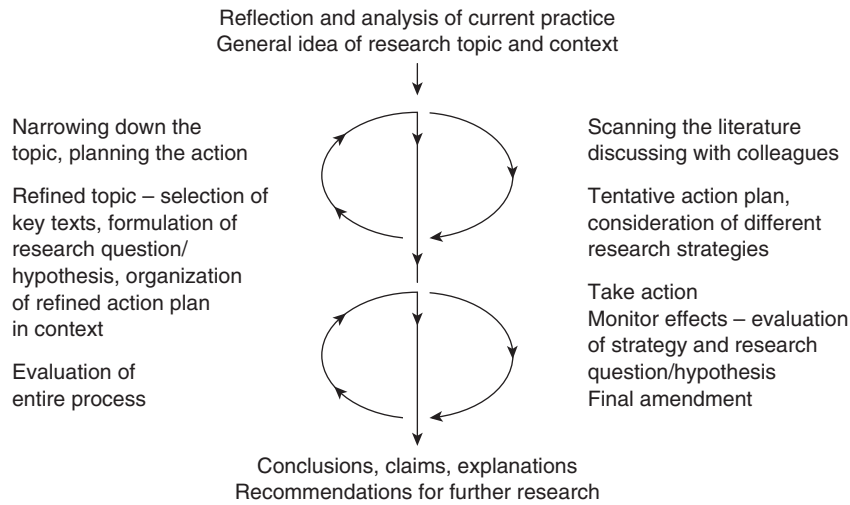 Reflection and analysis of current practice
General idea of research topic and context
Narrowing down the
topic, planning the action
Scanning the literature
discussing with colleagues
Refined topic – selection of
key texts, formulation of
research question/
hypothesis, organization
of refined action plan
in context
Tentative action plan,
consideration of different
research strategies
Take action
Monitor effects – evaluation
of strategy and research
question/hypothesis
Final amendment
Evaluation of
entire process
Conclusions, claims, explanations
Recommendations for further research